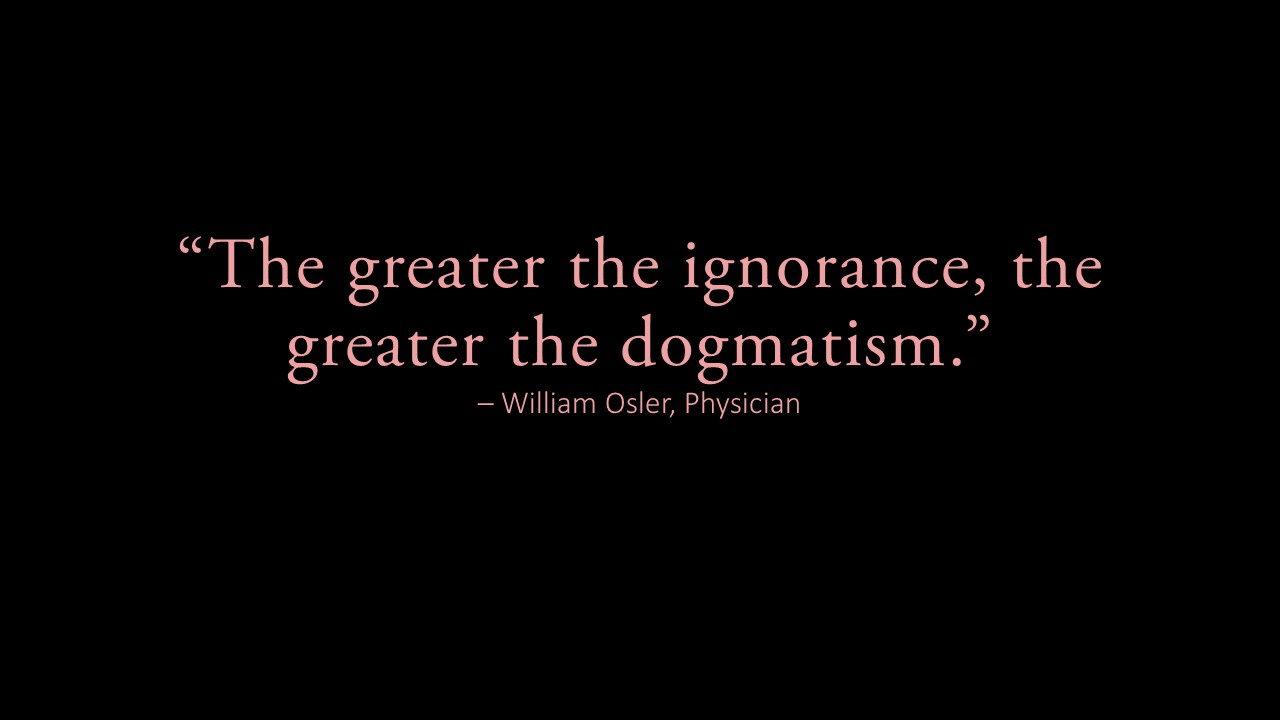 “The greater the ignorance, the
greater the dogmatism.”
– William Osler, Physician